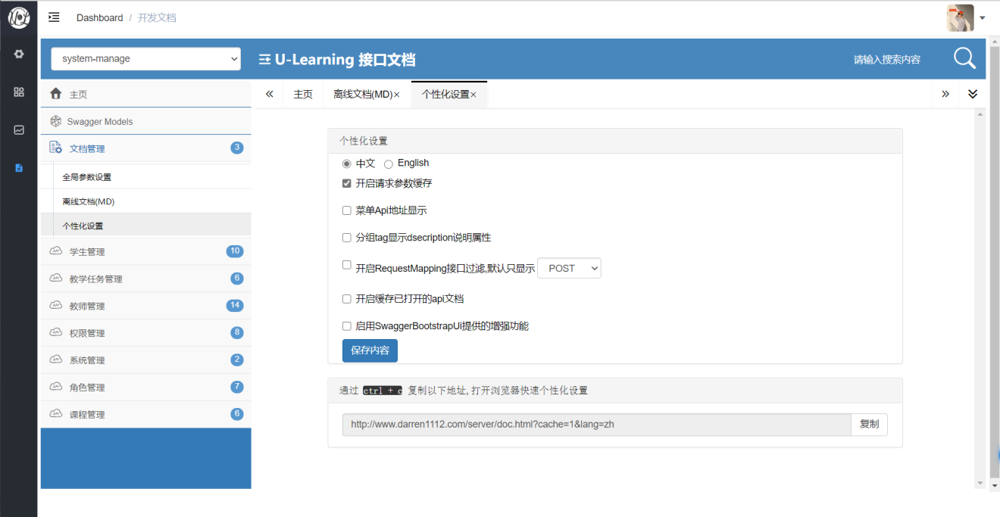 Dashboard / 开发文档
system-manage
U-Learning 接口文档
请输入搜索内容
主页
离线文档(MD)×
个性化设置×
主页
Swagger Models
文档管理 3
全局参数设置
离线文档(MD)
个性化设置
学生管理 10
教学任务管理 6
教师管理 14
权限管理 8
系统管理 2
角色管理 7
课程管理 6
个性化设置
中文 English
开启请求参数缓存
菜单Api地址显示
分组tag显示dsecription说明属性
开启RequestMapping接口过滤,默认只显示 POST
开启缓存已打开的api文档
启用SwaggerBootstrapUi提供的增强功能
保存内容
通过 ctrl + c 复制以下地址, 打开浏览器快速个性化设置
http://www.darren1112.com/server/doc.html?cache=1&lang=zh 复制